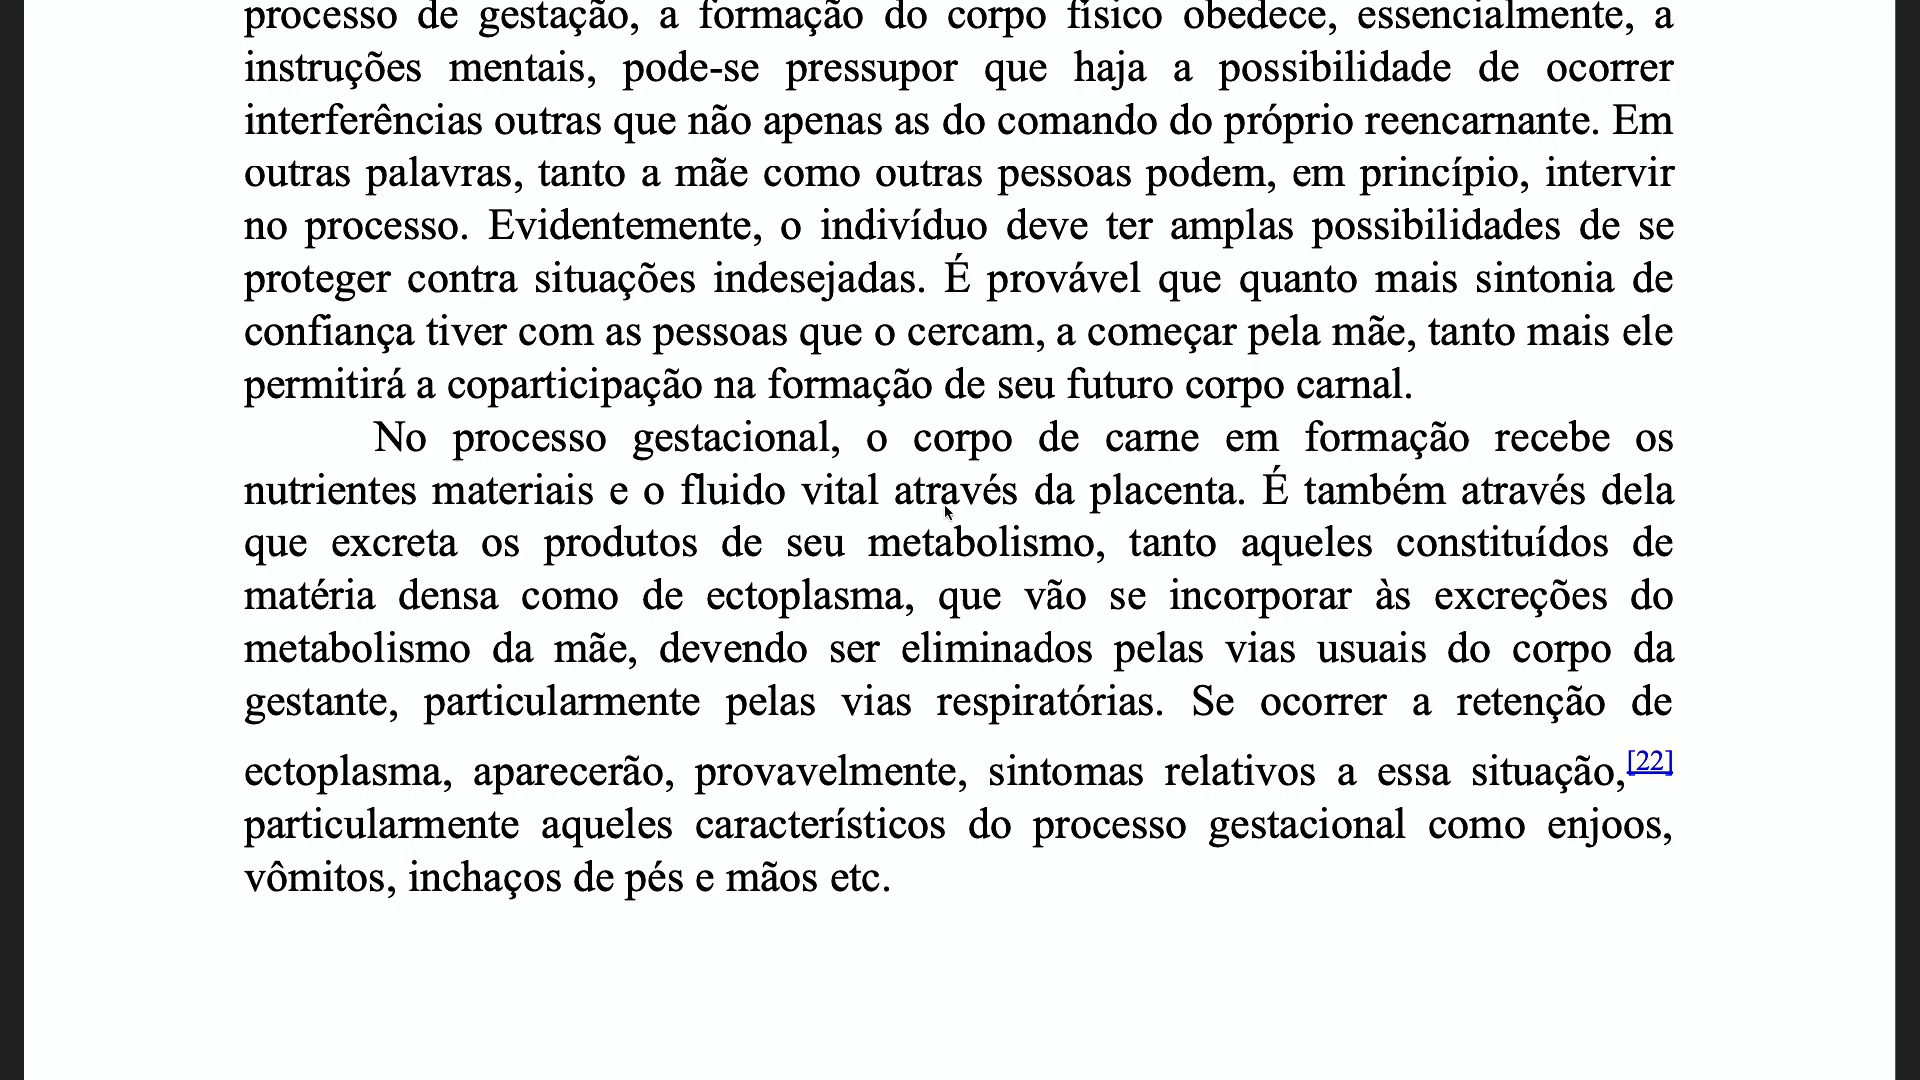 processo de gestação, a formação do corpo físico obedece, essencialmente, a
instruções mentais, pode-se pressupor que haja a possibilidade de ocorrer
interferências outras que não apenas as do comando do próprio reencarnante. Em
outras palavras, tanto a mãe como outras pessoas podem, em princípio, intervir
no processo. Evidentemente, o indivíduo deve ter amplas possibilidades de se
proteger contra situações indesejadas. É provável que quanto mais sintonia de
confiança tiver com as pessoas que o cercam, a começar pela mãe, tanto mais ele
permitirá a coparticipação na formação de seu futuro corpo carnal.
No processo gestacional, o corpo de carne em formação recebe os
nutrientes materiais e o fluido vital através da placenta. É também através dela
que excreta os produtos de seu metabolismo, tanto aqueles constituídos de
matéria densa como de ectoplasma, que vão se incorporar às excreções do
metabolismo da mãe, devendo ser eliminados pelas vias usuais do corpo da
gestante, particularmente pelas vias respiratórias. Se ocorrer a retenção de
ectoplasma, aparecerão, provavelmente, sintomas relativos a essa situação,[22]
particularmente aqueles característicos do processo gestacional como enjoos,
vômitos, inchaços de pés e mãos etc.